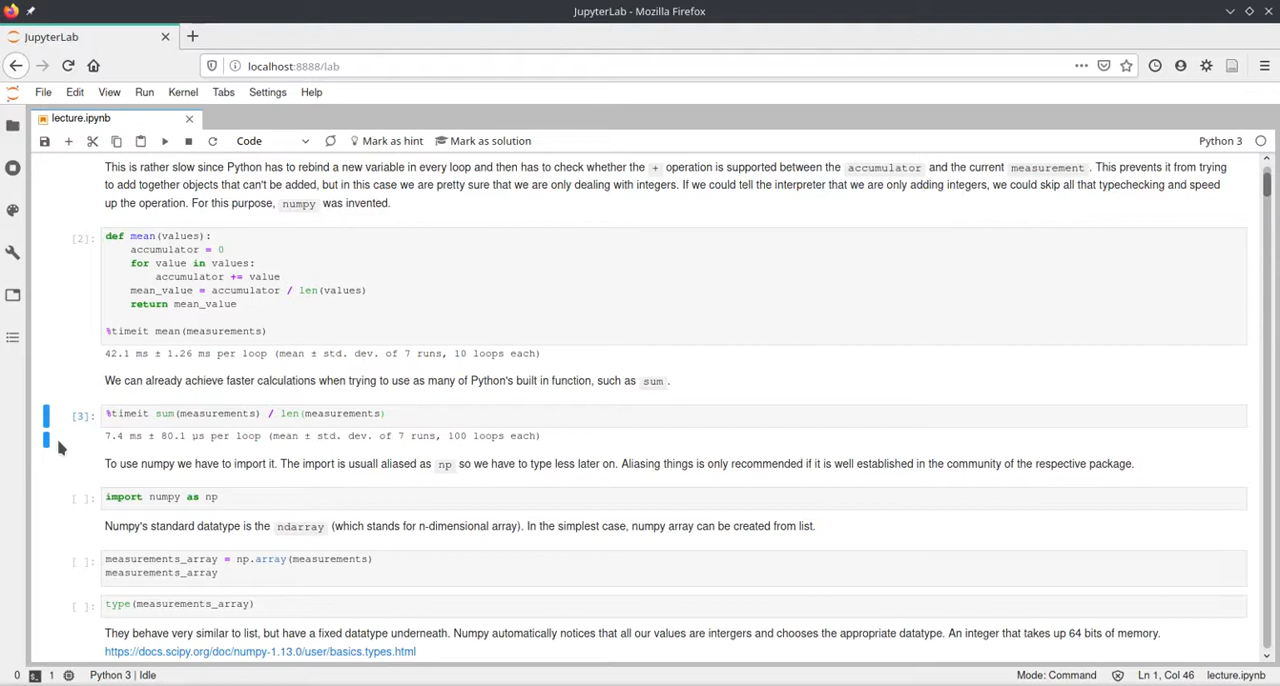 JupyterLab - Mozilla Firefox
JupyterLab
localhost:8888/lab
File Edit View Run Kernel Tabs Settings Help
lecture.ipynb
Code Mark as hint Mark as solution Python 3
This is rather slow since Python has to rebind a new variable in every loop and then has to check whether the + operation is supported between the accumulator and the current measurement . This prevents it from trying
to add together objects that can't be added, but in this case we are pretty sure that we are only dealing with integers. If we could tell the interpreter that we are only adding integers, we could skip all that typechecking and speed
up the operation. For this purpose, numpy was invented.
[2]: def mean(values):
accumulator = 0
for value in values:
accumulator += value
mean_value = accumulator / len(values)
return mean_value
%timeit mean(measurements)
42.1 ms ± 1.26 ms per loop (mean ± std. dev. of 7 runs, 10 loops each)
We can already achieve faster calculations when trying to use as many of Python's built in function, such as sum .
[3]: %timeit sum(measurements) / len(measurements)
7.4 ms ± 80.1 µs per loop (mean ± std. dev. of 7 runs, 100 loops each)
To use numpy we have to import it. The import is usuall aliased as np so we have to type less later on. Aliasing things is only recommended if it is well established in the community of the respective package.
[ ]: import numpy as np
Numpy's standard datatype is the ndarray (which stands for n-dimensional array). In the simplest case, numpy array can be created from list.
[ ]: measurements_array = np.array(measurements)
measurements_array
[ ]: type(measurements_array)
They behave very similar to list, but have a fixed datatype underneath. Numpy automatically notices that all our values are intergers and chooses the appropriate datatype. An integer that takes up 64 bits of memory.
https://docs.scipy.org/doc/numpy-1.13.0/user/basics.types.html
0 1 Python 3 | Idle Mode: Command Ln 1, Col 46 lecture.ipynb